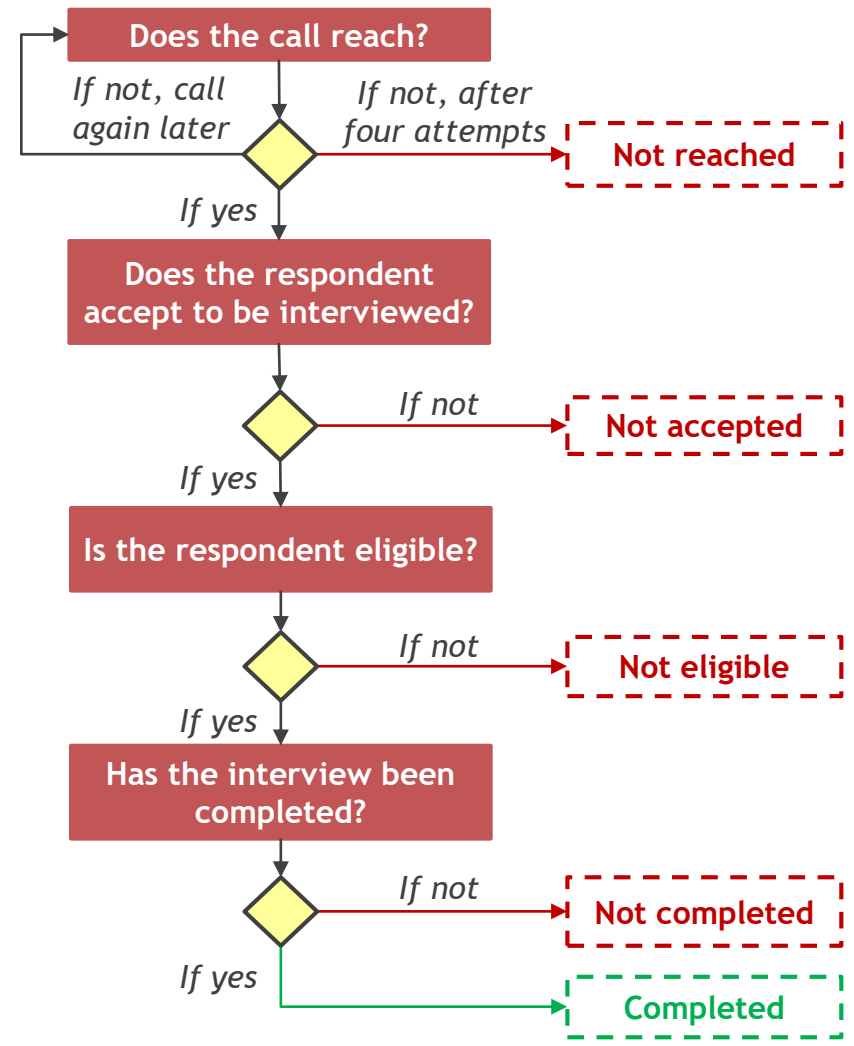 Does the call reach?
If not, call
again later
If not, after
four attempts
Not reached
If yes
Does the respondent
accept to be interviewed?
If not
Not accepted
If yes
Is the respondent eligible?
If not
Not eligible
If yes
Has the interview been
completed?
If not
Not completed
If yes
Completed